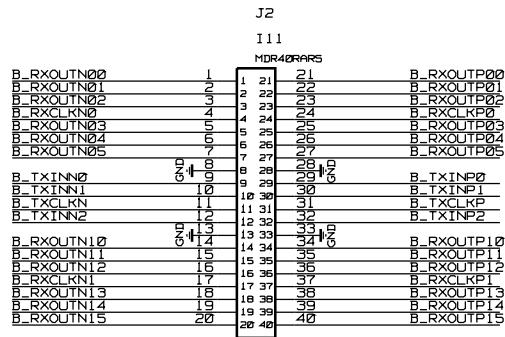 J2
I11
MDR40RAR5
B_RXOUTN00 1 1 21 21 B_RXOUTP00
B_RXOUTN01 2 2 22 22 B_RXOUTP01
B_RXOUTN02 3 3 23 23 B_RXOUTP02
B_RXCLKN0 4 4 24 24 B_RXCLKP0
B_RXOUTN03 5 5 25 25 B_RXOUTP03
B_RXOUTN04 6 6 26 26 B_RXOUTP04
B_RXOUTN05 7 7 27 27 B_RXOUTP05
GND 8 8 28 28 GND
B_TXINN0 9 9 29 29 B_TXINP0
B_TXINN1 10 10 30 30 B_TXINP1
B_TXCLKN 11 11 31 31 B_TXCLKP
B_TXINN2 12 12 32 32 B_TXINP2
GND 13 13 33 33 GND
B_RXOUTN10 14 14 34 34 B_RXOUTP10
B_RXOUTN11 15 15 35 35 B_RXOUTP11
B_RXOUTN12 16 16 36 36 B_RXOUTP12
B_RXCLKN1 17 17 37 37 B_RXCLKP1
B_RXOUTN13 18 18 38 38 B_RXOUTP13
B_RXOUTN14 19 19 39 39 B_RXOUTP14
B_RXOUTN15 20 20 40 40 B_RXOUTP15